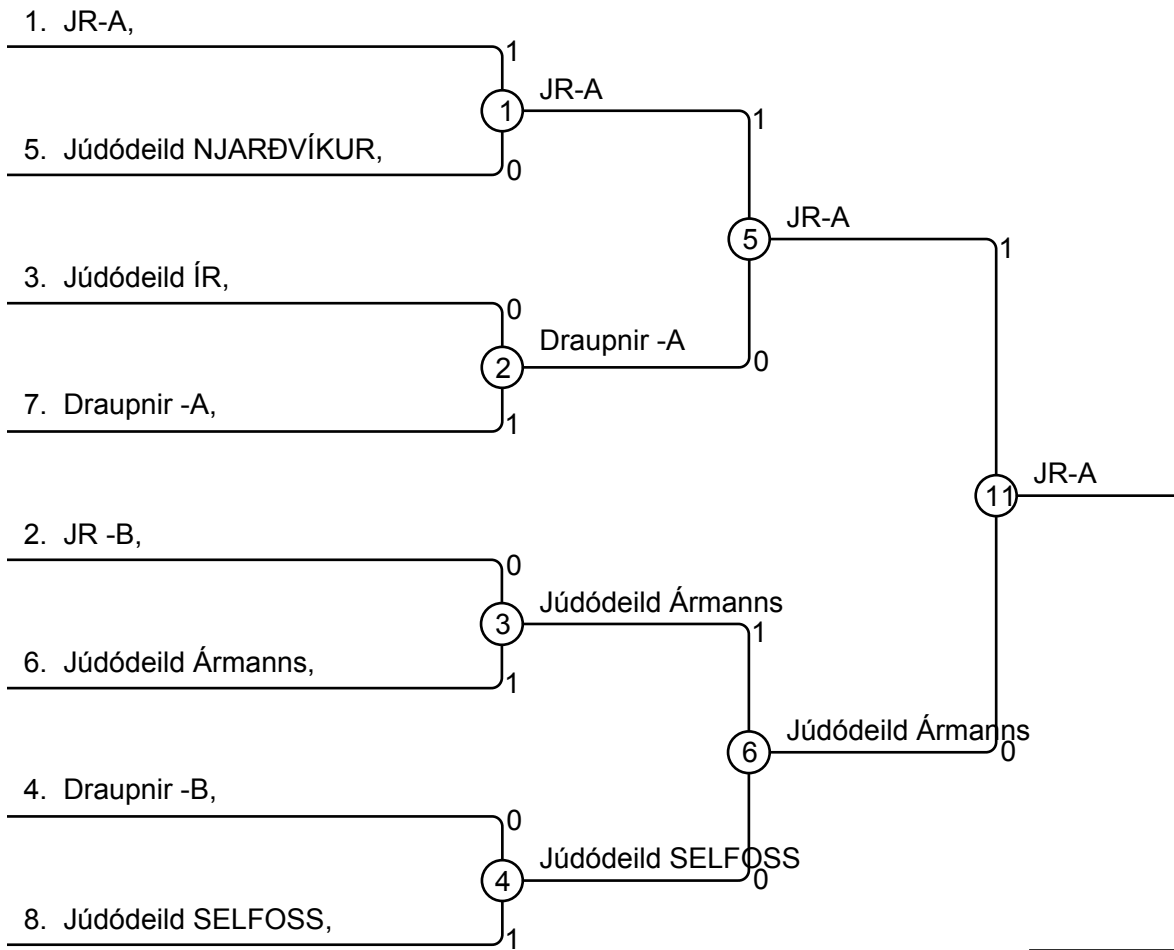 1. JR-A,
1
JR-A
1
1
5. Júdódeild NJARÐVÍKUR,
0
1
JR-A
5
1
3. Júdódeild ÍR,
0
Draupnir -A
2
0
7. Draupnir -A,
1
JR-A
11
2. JR -B,
0
Júdódeild Ármanns
3
1
6. Júdódeild Ármanns,
1
Júdódeild Ármanns
6
0
4. Draupnir -B,
0
Júdódeild SELFOSS
4
0
8. Júdódeild SELFOSS,
1